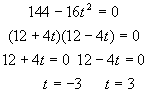 144 − 16t² = 0
(12 + 4t)(12 − 4t) = 0
12 + 4t = 0 12 − 4t = 0
t = −3 t = 3